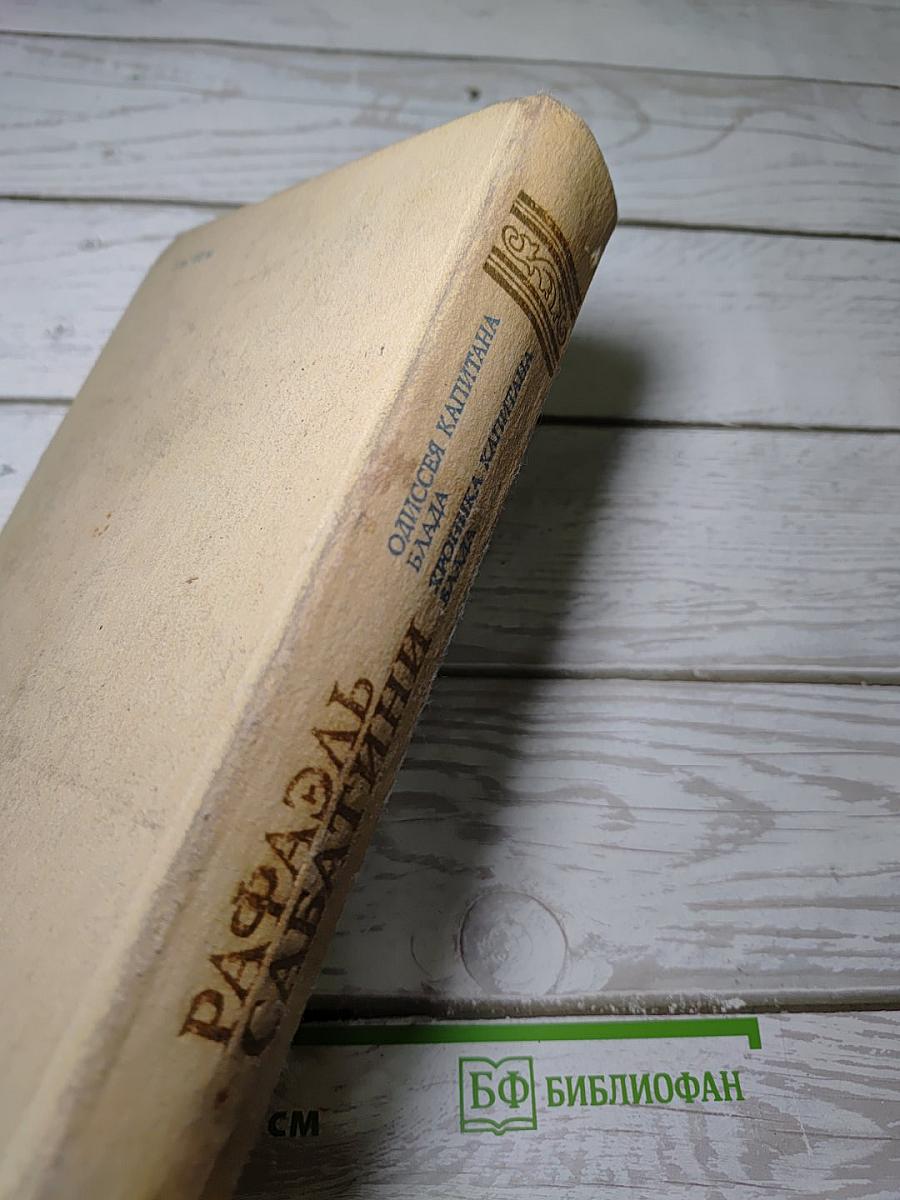 РАФАЭЛЬ
САБАТИНИ
ОДИССЕЯ КАПИТАНА
БЛАДА
ХРОНИКА КАПИТАНА
БЛАДА
БФ БИБЛИОФАН
СМ